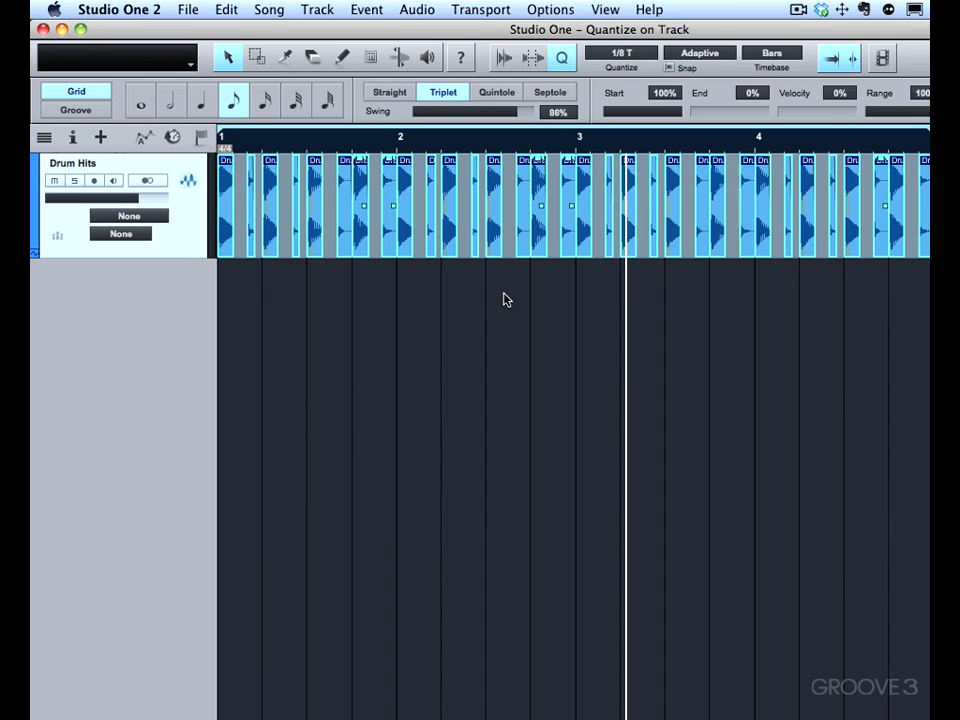 Studio One 2 File Edit Song Track Event Audio Transport Options View Help
Studio One - Quantize on Track
? Q 1/8 T Adaptive Bars
Quantize Snap Timebase
Grid Straight Triplet Quintole Septole Start 100% End 0% Velocity 0% Range 100
Groove Swing 86%
1 2 3 4
4/4
Drum Hits
M S
None
None
GROOVE3